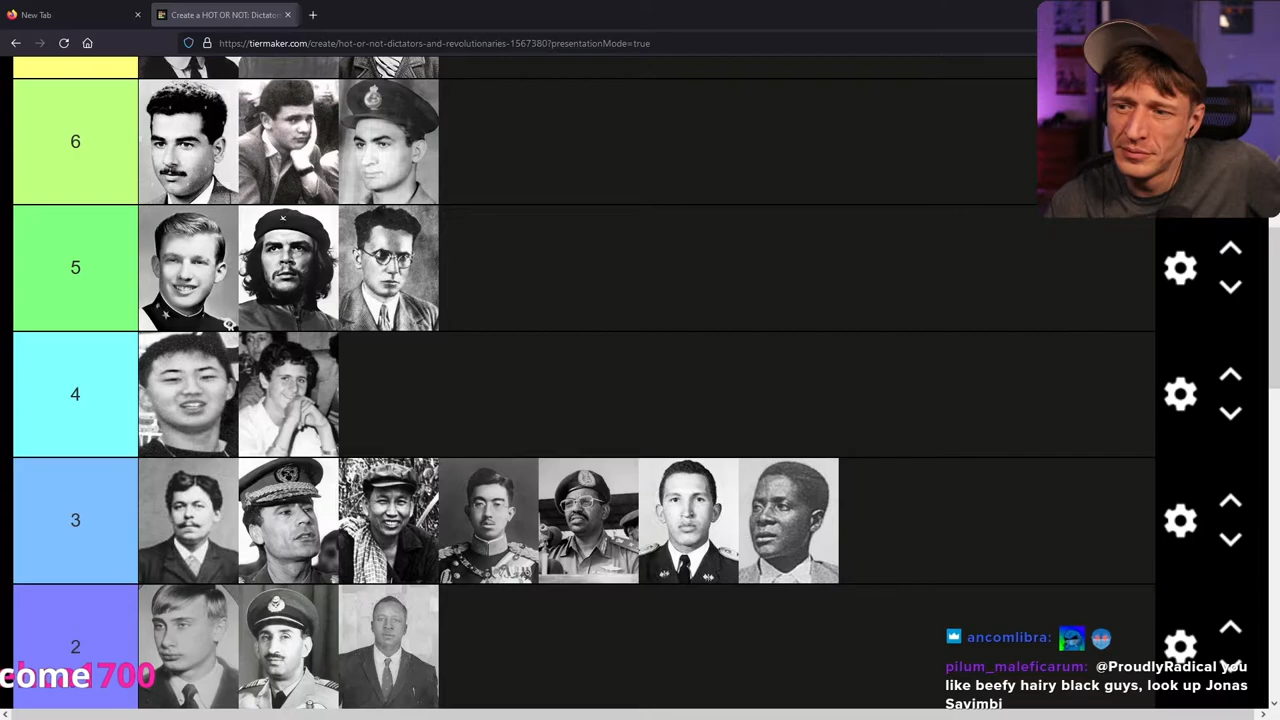 New Tab
Create a HOT OR NOT: Dictator
https://tiermaker.com/create/hot-or-not-dictators-and-revolutionaries-1567380?presentationMode=true
6
5
4
3
2
come1700
ancomlibra:
pilum_maleficarum: @ProudlyRadical you
like beefy hairy black guys, look up Jonas
Savimbi